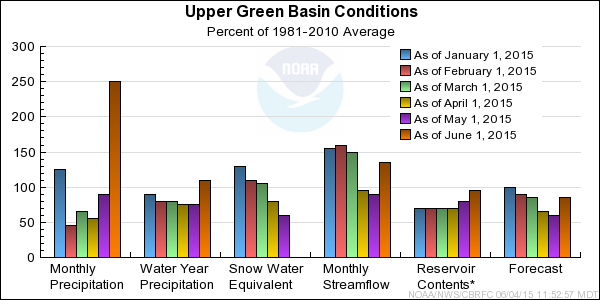 Upper Green Basin Conditions
Percent of 1981-2010 Average
300
250
200
150
100
50
0
NOAA
As of January 1, 2015
As of February 1, 2015
As of March 1, 2015
As of April 1, 2015
As of May 1, 2015
As of June 1, 2015
Monthly
Precipitation
Water Year
Precipitation
Snow Water
Equivalent
Monthly
Streamflow
Reservoir
Contents*
Forecast
NOAA/NWS/CBRFC 06/04/15 11:52:57 MDT